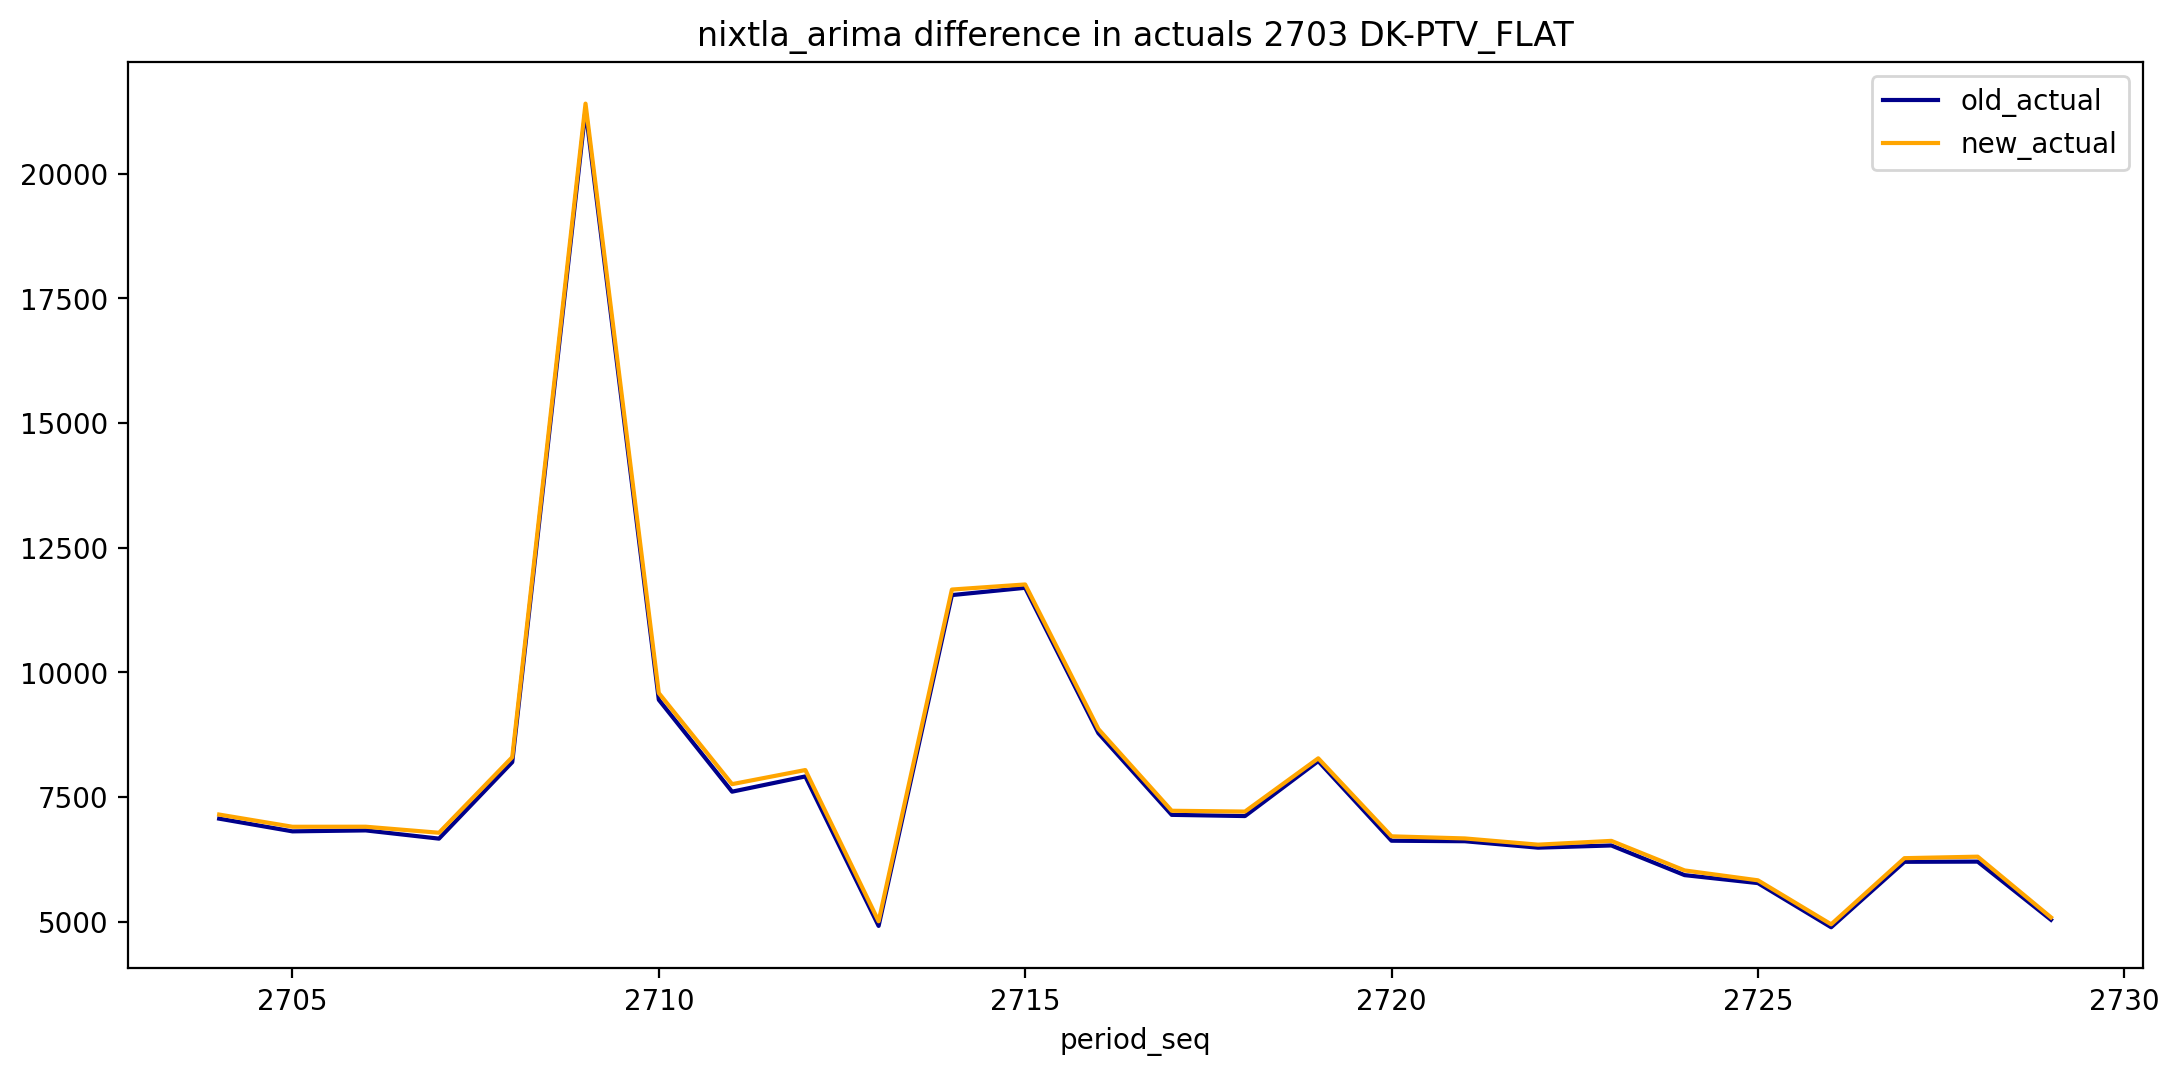 nixtla_arima difference in actuals 2703 DK-PTV_FLAT
old_actual
new_actual
20000
17500
15000
12500
10000
7500
5000
2705 2710 2715 2720 2725 2730
period_seq